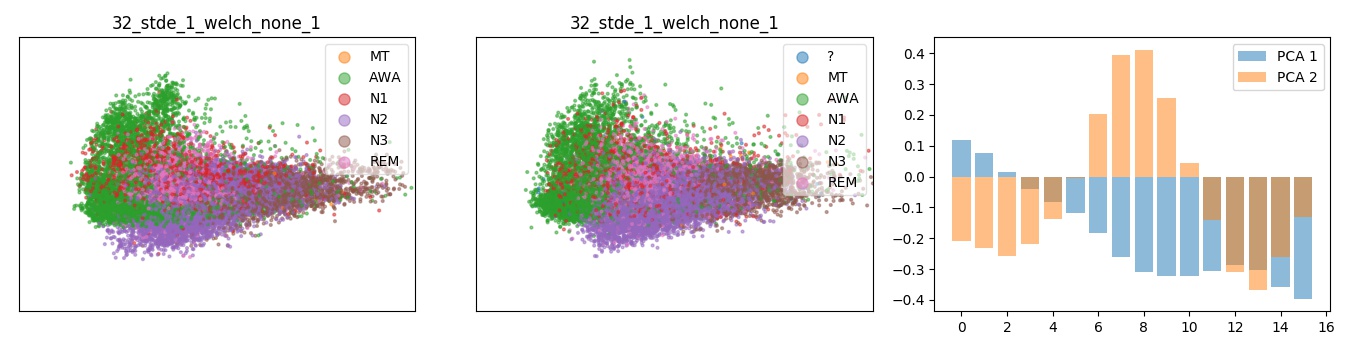 32_stde_1_welch_none_1
MT
AWA
N1
N2
N3
REM
32_stde_1_welch_none_1
?
MT
AWA
N1
N2
N3
REM
PCA 1
PCA 2
0.4
0.3
0.2
0.1
0.0
−0.1
−0.2
−0.3
−0.4
0 2 4 6 8 10 12 14 16